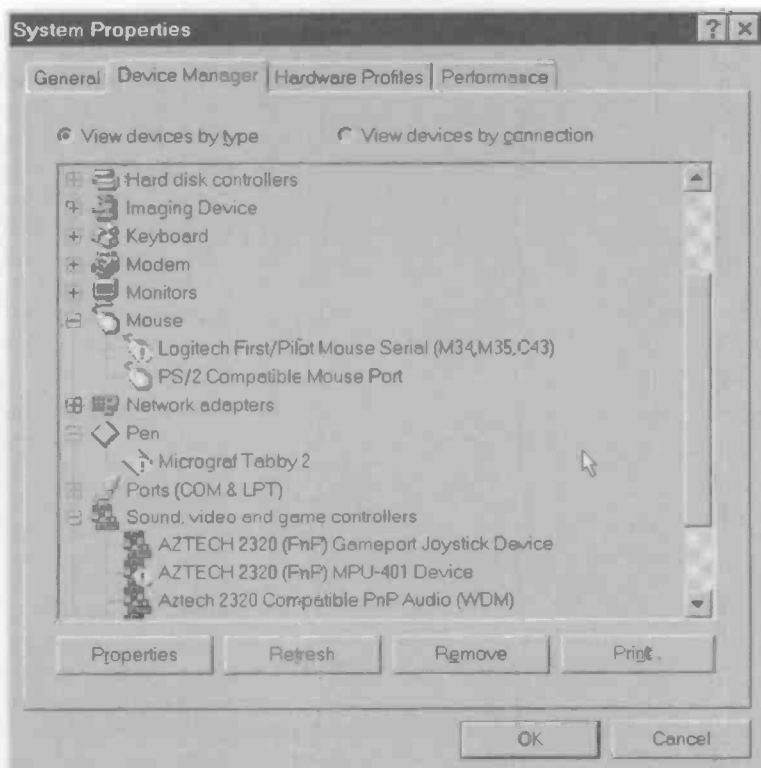 System Properties ? ×
General Device Manager Hardware Profiles Performance
View devices by type View devices by connection
Hard disk controllers
Imaging Device
Keyboard
Modem
Monitors
Mouse
Logitech First/Pilot Mouse Serial (M34,M35,C43)
PS/2 Compatible Mouse Port
Network adapters
Pen
Micrograf Tabby 2
Ports (COM & LPT)
Sound, video and game controllers
AZTECH 2320 (PnP) Gameport Joystick Device
AZTECH 2320 (PnP) MPU-401 Device
Aztech 2320 Compatible PnP Audio (WDM)
Properties Refresh Remove Print..
OK Cancel